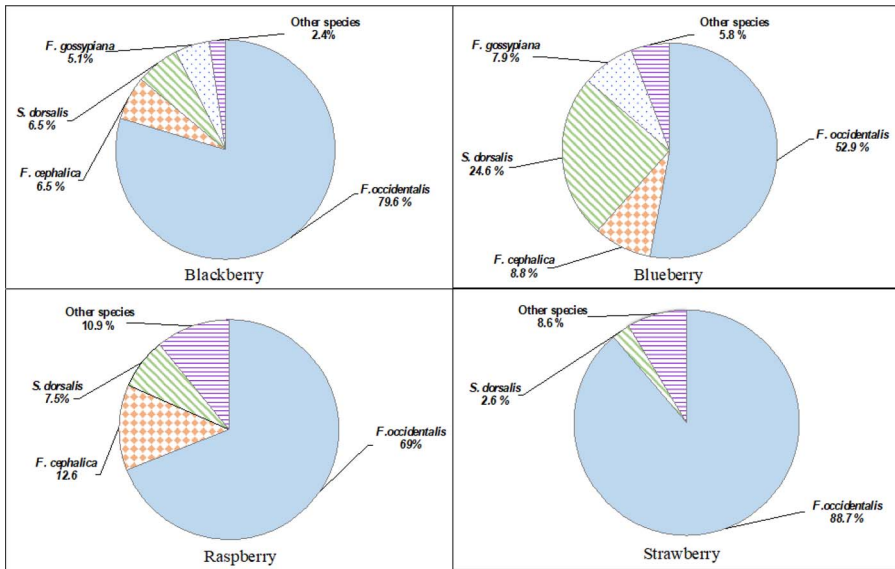 Other species
2.4%
F. gossypiana
5.1%
S. dorsalis
6.5 %
F. cephalica
6.5 %
F.occidentalis
79.6 %
Blackberry
Other species
5.8 %
F. gossypiana
7.9 %
F. occidentalis
52.9 %
S. dorsalis
24.6 %
F. cephalica
8.8 %
Blueberry
Other species
10.9 %
S. dorsalis
7.5%
F.occidentalis
69%
F. cephalica
12.6
Raspberry
Other species
8.6 %
S. dorsalis
2.6 %
F.occidentalis
88.7 %
Strawberry